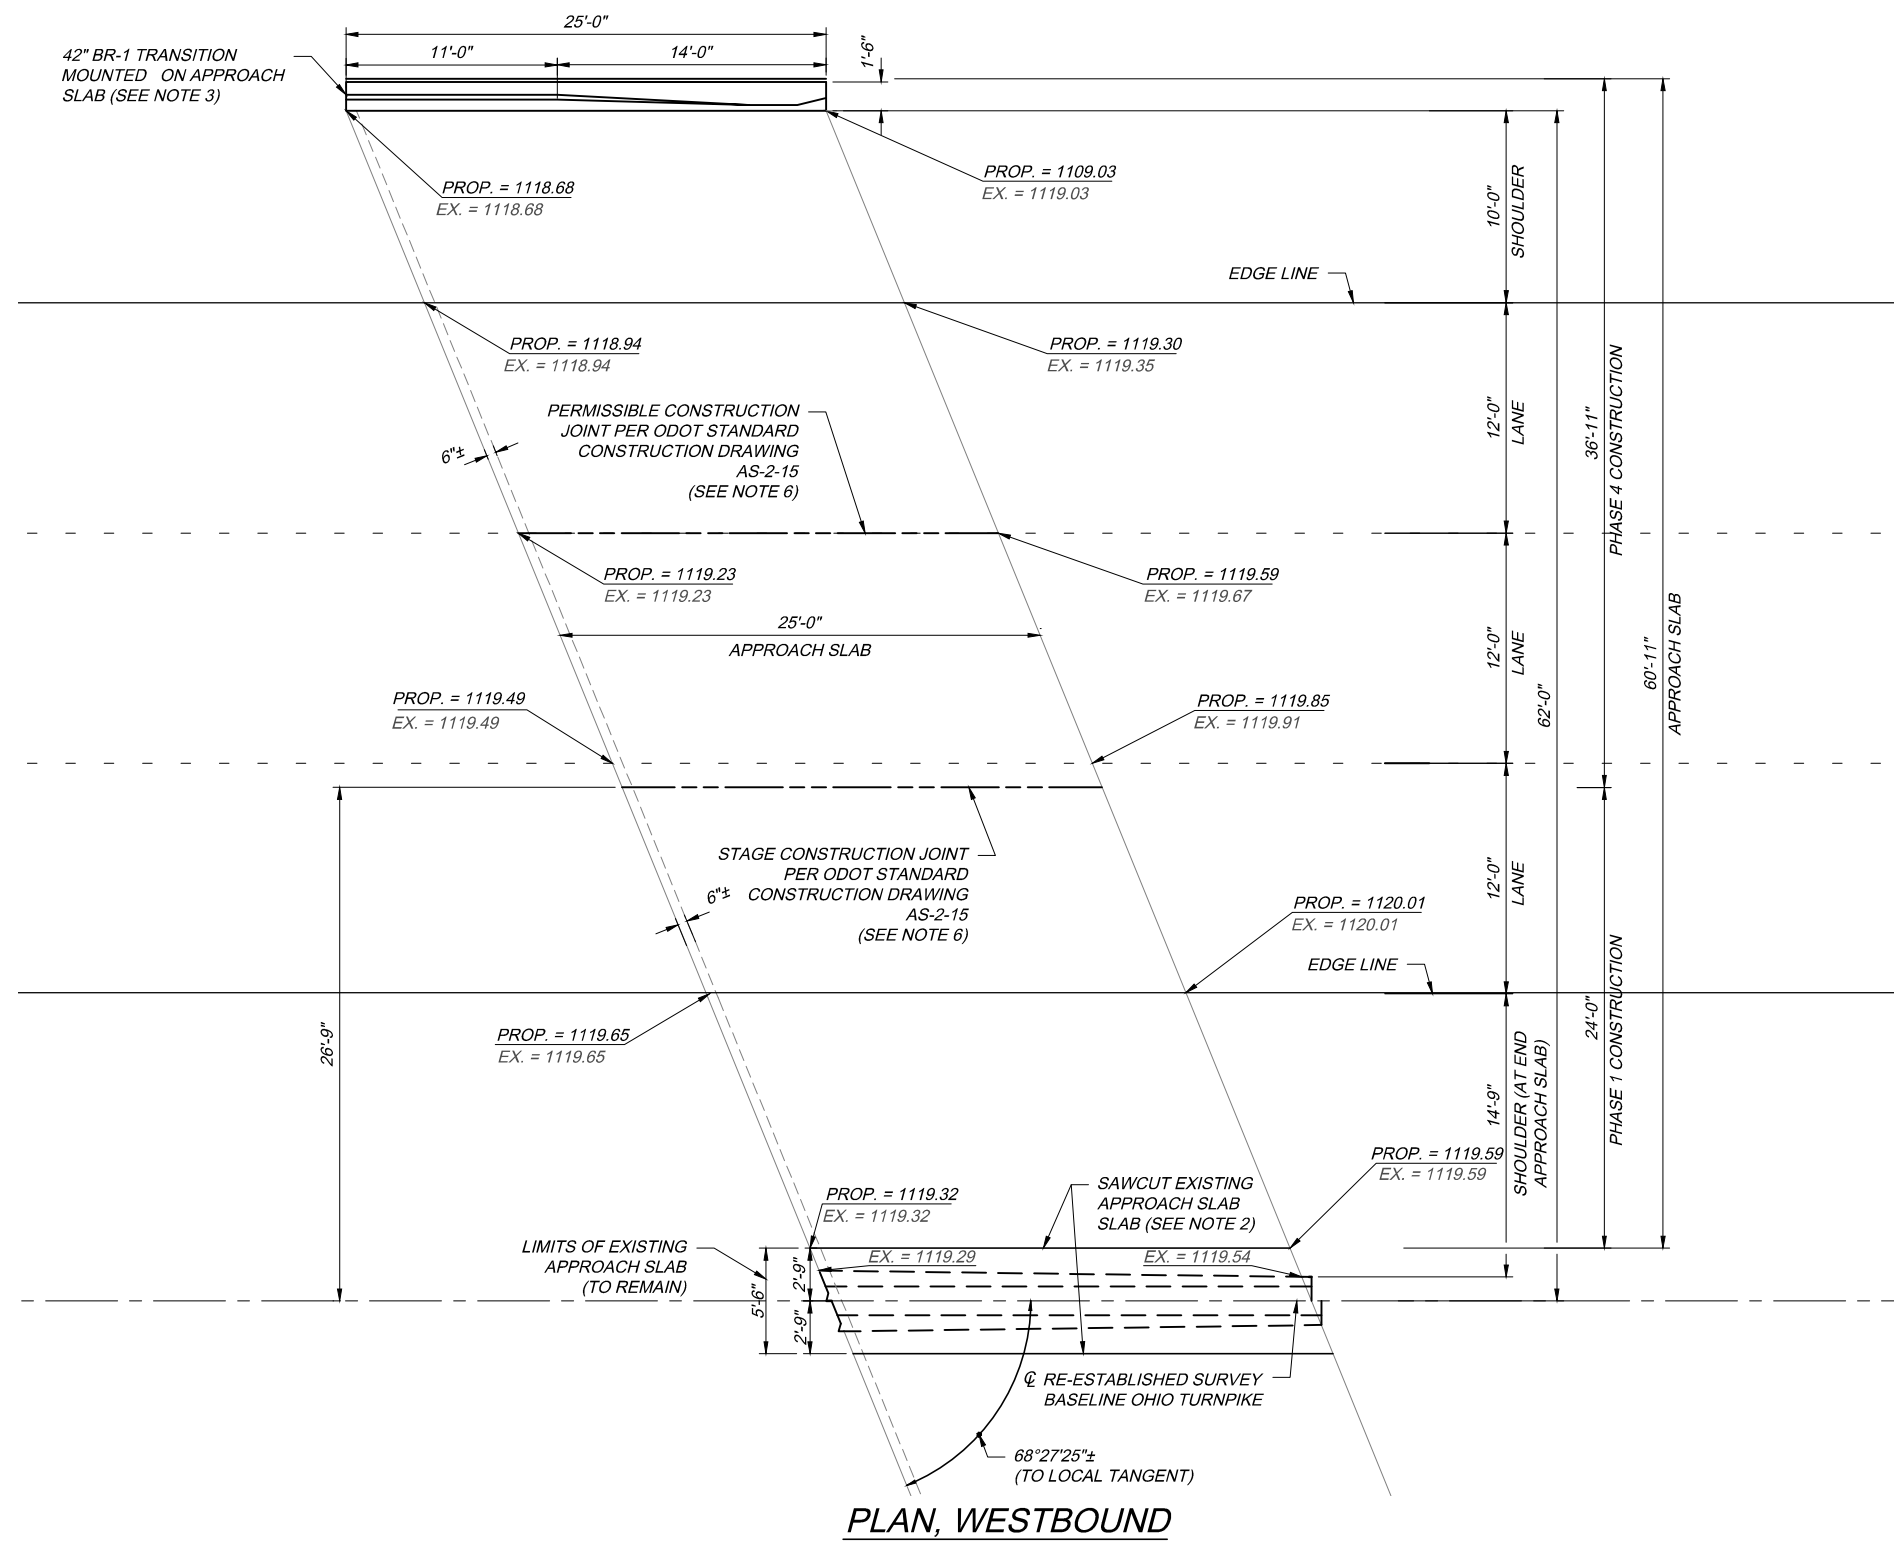 25'-0"
11'-0"
14'-0"
1'-6"
42" BR-1 TRANSITION
MOUNTED ON APPROACH
SLAB (SEE NOTE 3)
PROP. = 1118.68
EX. = 1118.68
PROP. = 1109.03
EX. = 1119.03
10'-0"
SHOULDER
EDGE LINE
PROP. = 1118.94
EX. = 1118.94
PROP. = 1119.30
EX. = 1119.35
PERMISSIBLE CONSTRUCTION
JOINT PER ODOT STANDARD
CONSTRUCTION DRAWING
AS-2-15
(SEE NOTE 6)
6"±
12'-0"
LANE
36'-11"
PHASE 4 CONSTRUCTION
PROP. = 1119.23
EX. = 1119.23
PROP. = 1119.59
EX. = 1119.67
25'-0"
APPROACH SLAB
12'-0"
LANE
62'-0"
60'-11"
APPROACH SLAB
PROP. = 1119.49
EX. = 1119.49
PROP. = 1119.85
EX. = 1119.91
STAGE CONSTRUCTION JOINT
PER ODOT STANDARD
CONSTRUCTION DRAWING
AS-2-15
(SEE NOTE 6)
6"±
12'-0"
LANE
PROP. = 1120.01
EX. = 1120.01
EDGE LINE
26'-9"
PROP. = 1119.65
EX. = 1119.65
24'-0"
PHASE 1 CONSTRUCTION
14'-9"
SHOULDER (AT END
APPROACH SLAB)
PROP. = 1119.59
EX. = 1119.59
PROP. = 1119.32
EX. = 1119.32
SAWCUT EXISTING
APPROACH SLAB
SLAB (SEE NOTE 2)
LIMITS OF EXISTING
APPROACH SLAB
(TO REMAIN)
EX. = 1119.29
EX. = 1119.54
5'-6"
2'-9"
2'-9"
℄ RE-ESTABLISHED SURVEY
BASELINE OHIO TURNPIKE
68°27'25"±
(TO LOCAL TANGENT)
PLAN, WESTBOUND